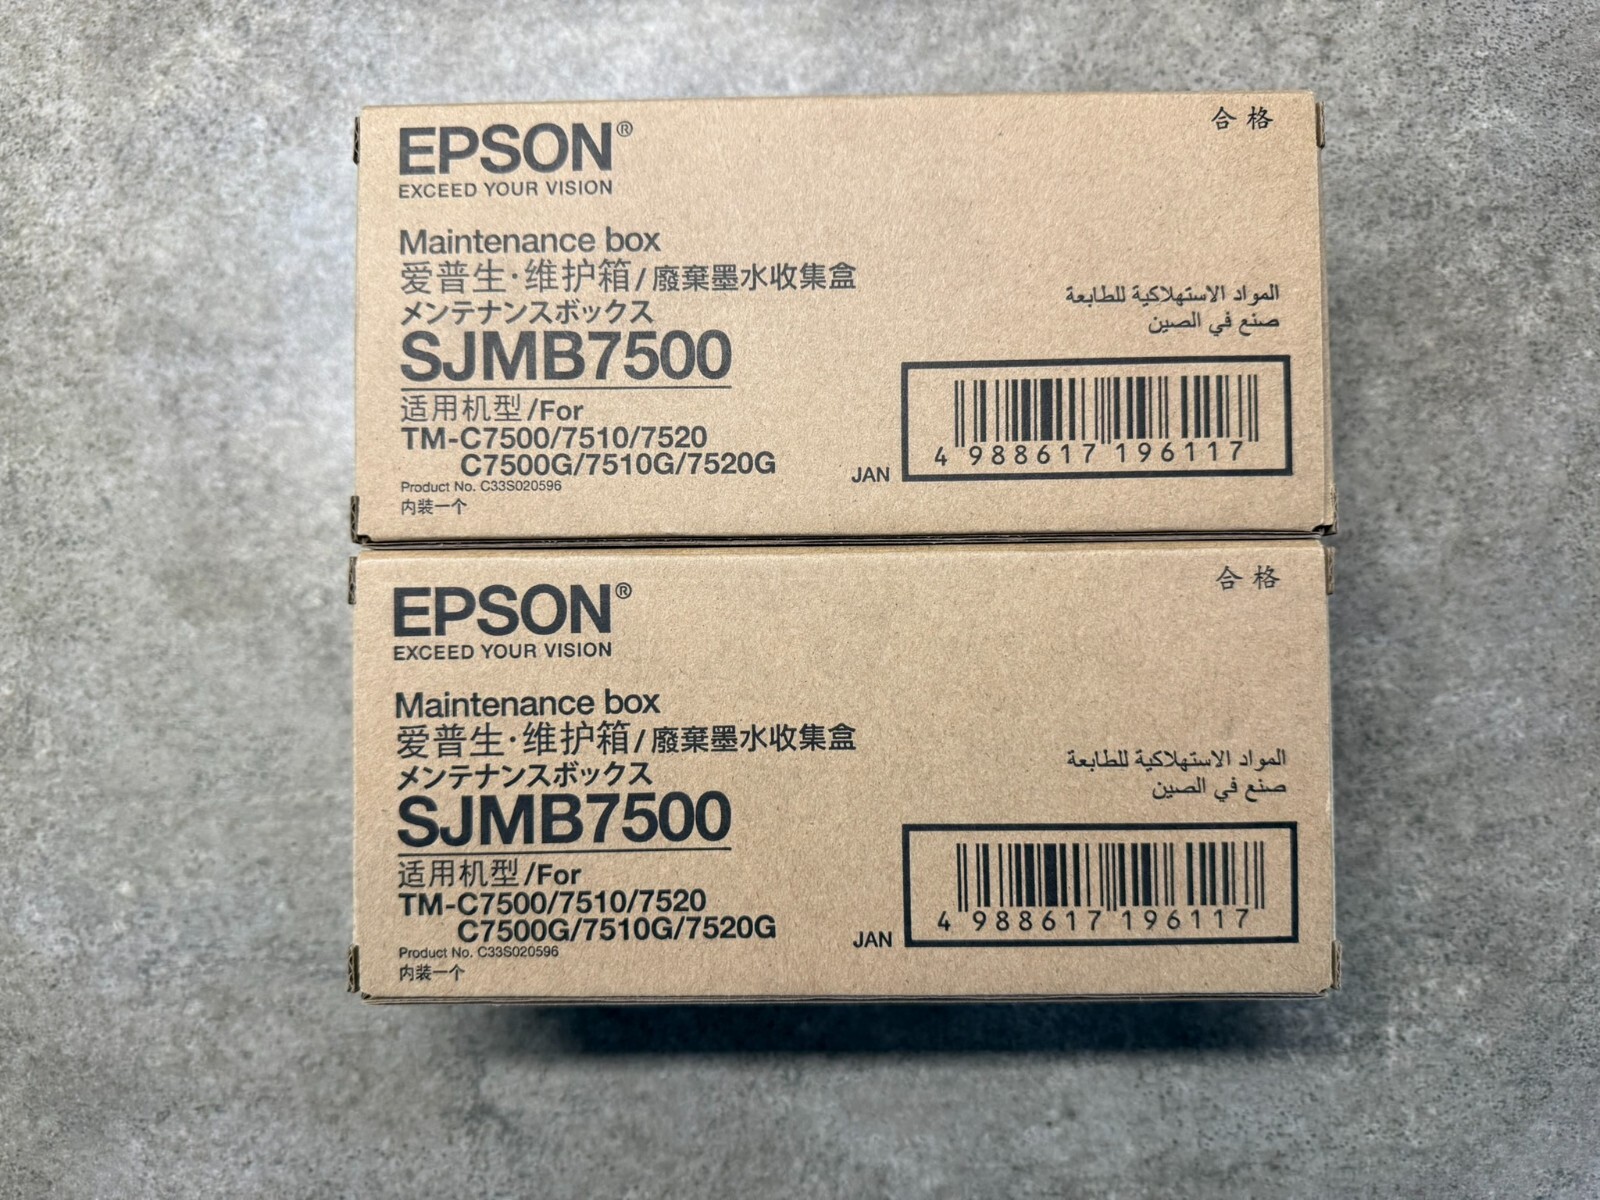 EPSON®
EXCEED YOUR VISION
合格
Maintenance box
爱普生·维护箱/廢棄墨水收集盒
メンテナンスボックス
SJMB7500
适用机型/For
TM-C7500/7510/7520
C7500G/7510G/7520G
Product No. C33S020596
内装一个
المواد الاستهلاكية للطابعة
صنع في الصين
JAN
4 988617 196117
EPSON®
EXCEED YOUR VISION
合格
Maintenance box
爱普生·维护箱/廢棄墨水收集盒
メンテナンスボックス
SJMB7500
适用机型/For
TM-C7500/7510/7520
C7500G/7510G/7520G
Product No. C33S020596
内装一个
المواد الاستهلاكية للطابعة
صنع في الصين
JAN
4 988617 196117